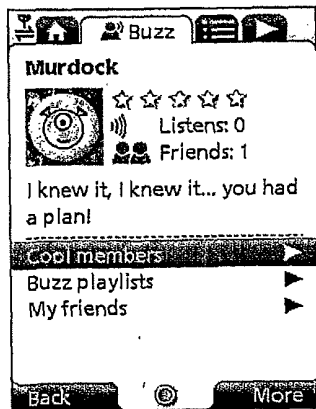 Buzz
Murdock
Listens: 0
Friends: 1
I knew it, I knew it... you had
a plan!
Cool members
Buzz playlists
My friends
Back
More